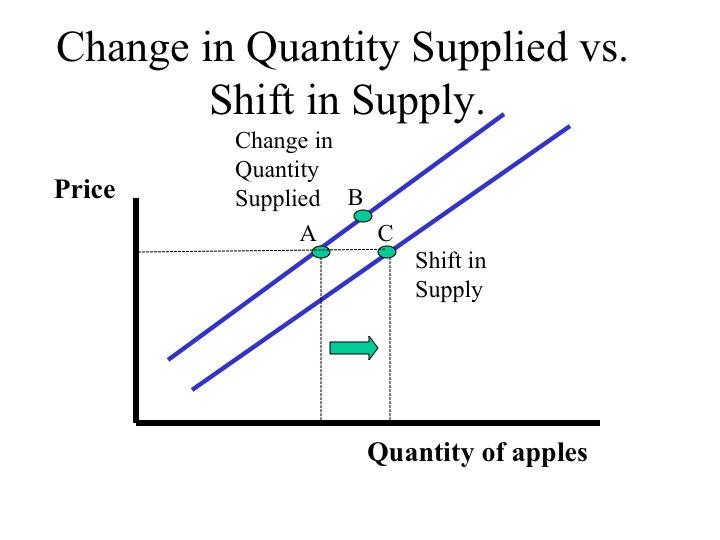 Change in Quantity Supplied vs.
Shift in Supply.
Change in
Quantity
Supplied
Price
B
A
C
Shift in
Supply
Quantity of apples